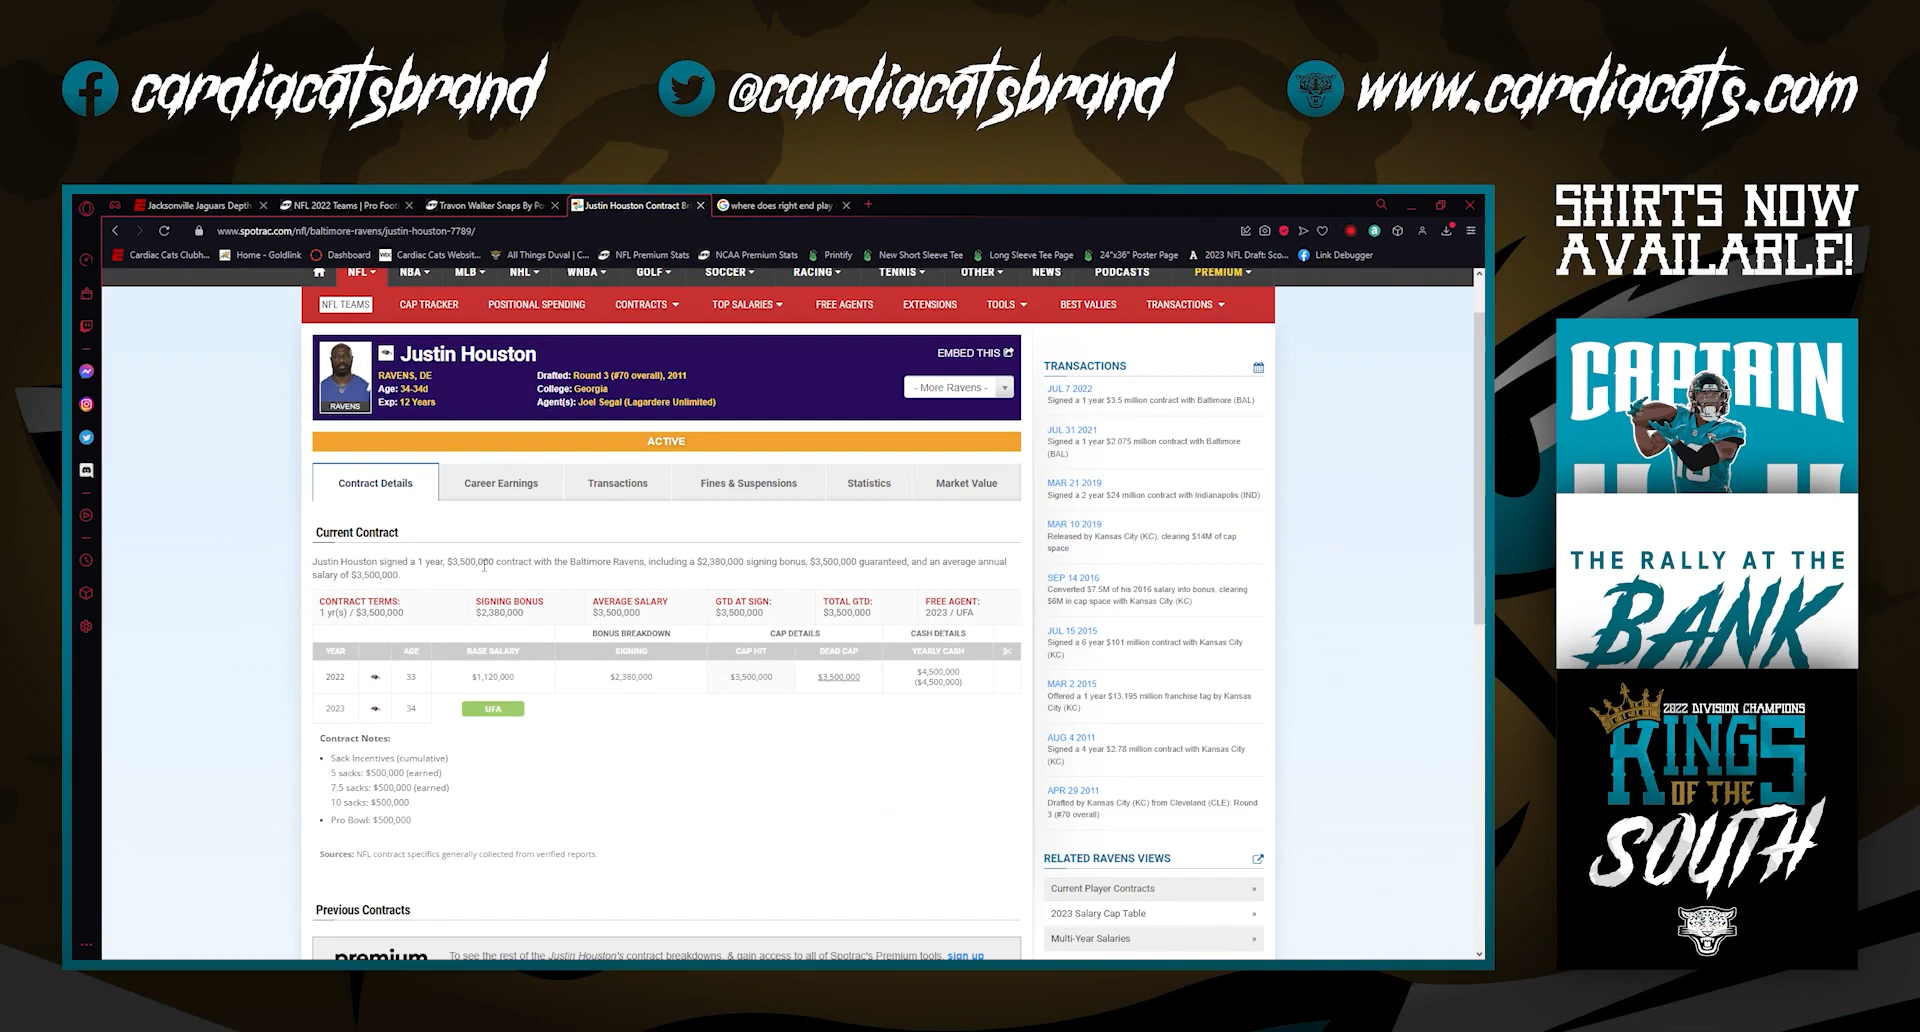 cardiacatsbrand
@cardiacatsbrand
www.cardiacats.com
Jacksonville Jaguars Depth
NFL 2022 Teams | Pro Foot
Travon Walker Snaps By Po
Justin Houston Contract Br
where does right end play
www.spotrac.com/nfl/baltimore-ravens/justin-houston-7789/
Cardiac Cats Clubh...
Home - Goldlink
Dashboard
Cardiac Cats Websit...
All Things Duval | C...
NFL Premium Stats
NCAA Premium Stats
Printify
New Short Sleeve Tee
Long Sleeve Tee Page
24"x36" Poster Page
2023 NFL Draft: Sco...
Link Debugger
NFL NBA MLB NHL WNBA GOLF SOCCER RACING TENNIS OTHER NEWS PODCASTS PREMIUM
NFL TEAMS CAP TRACKER POSITIONAL SPENDING CONTRACTS TOP SALARIES FREE AGENTS EXTENSIONS TOOLS BEST VALUES TRANSACTIONS
Justin Houston
RAVENS, DE
Age: 34-34d
Exp: 12 Years
Drafted: Round 3 (#70 overall), 2011
College: Georgia
Agent(s): Joel Segal (Lagardere Unlimited)
EMBED THIS
- More Ravens -
RAVENS
ACTIVE
Contract Details
Career Earnings
Transactions
Fines & Suspensions
Statistics
Market Value
Current Contract
Justin Houston signed a 1 year, $3,500,000 contract with the Baltimore Ravens, including a $2,380,000 signing bonus, $3,500,000 guaranteed, and an average annual
salary of $3,500,000.
CONTRACT TERMS: SIGNING BONUS AVERAGE SALARY GTD AT SIGN: TOTAL GTD: FREE AGENT:
1 yr(s) / $3,500,000 $2,380,000 $3,500,000 $3,500,000 $3,500,000 2023 / UFA
BONUS BREAKDOWN CAP DETAILS CASH DETAILS
YEAR AGE BASE SALARY SIGNING CAP HIT DEAD CAP YEARLY CASH
2022 33 $1,120,000 $2,380,000 $3,500,000 $3,500,000 $4,500,000
($4,500,000)
2023 34 UFA
Contract Notes:
• Sack Incentives (cumulative)
5 sacks: $500,000 (earned)
7.5 sacks: $500,000 (earned)
10 sacks: $500,000
• Pro Bowl: $500,000
Sources: NFL contract specifics generally collected from verified reports.
Previous Contracts
premium
To see the rest of the Justin Houston's contract breakdowns, & gain access to all of Spotrac's Premium tools, sign up
TRANSACTIONS
JUL 7 2022
Signed a 1 year $3.5 million contract with Baltimore (BAL)
JUL 31 2021
Signed a 1 year $2.075 million contract with Baltimore
(BAL)
MAR 21 2019
Signed a 2 year $24 million contract with Indianapolis (IND)
MAR 10 2019
Released by Kansas City (KC), clearing $14M of cap
space
SEP 14 2016
Converted $7.5M of his 2016 salary into bonus, clearing
$6M in cap space with Kansas City (KC)
JUL 15 2015
Signed a 6 year $101 million contract with Kansas City
(KC)
MAR 2 2015
Offered a 1 year $13.195 million franchise tag by Kansas
City (KC)
AUG 4 2011
Signed a 4 year $2.78 million contract with Kansas City
(KC)
APR 29 2011
Drafted by Kansas City (KC) from Cleveland (CLE): Round
3 (#70 overall)
RELATED RAVENS VIEWS
Current Player Contracts »
2023 Salary Cap Table »
Multi-Year Salaries »
SHIRTS NOW
AVAILABLE!
CAPTAIN
THE RALLY AT THE
BANK
2022 DIVISION CHAMPIONS
KINGS
OF THE
SOUTH